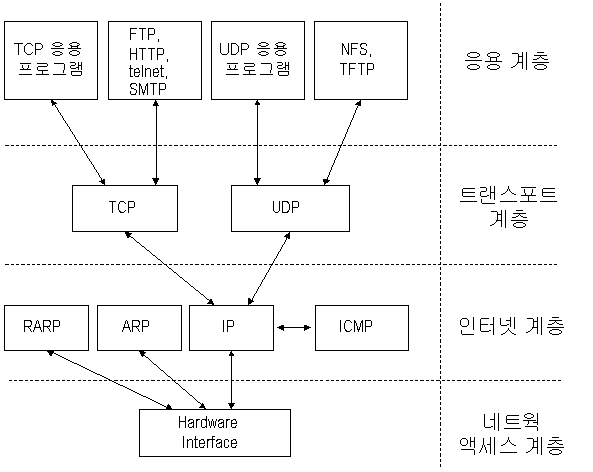 TCP 응용
프로그램
FTP,
HTTP,
telnet,
SMTP
UDP 응용
프로그램
NFS,
TFTP
응용 계층
TCP
UDP
트랜스포트
계층
RARP
ARP
IP
ICMP
인터넷 계층
Hardware
Interface
네트웍
액세스 계층